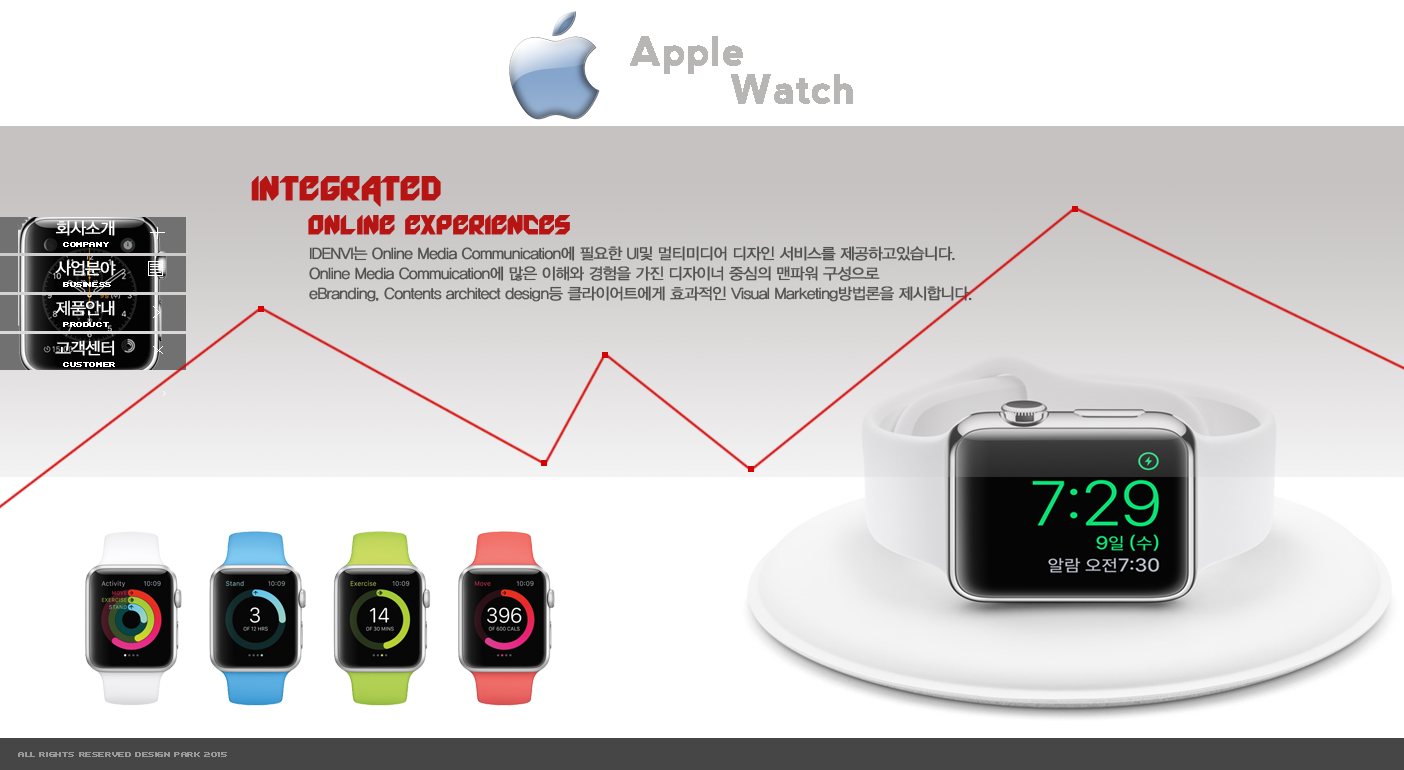 Apple
Watch
INTEGRATED
ONLINE EXPERIENCES
IDENVI는 Online Media Communication에 필요한 UI및 멀티미디어 디자인 서비스를 제공하고있습니다.
Online Media Commuication에 많은 이해와 경험을 가진 디자이너 중심의 맨파워 구성으로
eBranding, Contents architect design등 클라이어트에게 효과적인 Visual Marketing방법론을 제시합니다.
회사소개
COMPANY
사업분야
BUSINESS
제품안내
PRODUCT
고객센터
CUSTOMER
7:29
9일 (수)
알람 오전7:30
Activity 10:09
MOVE
EXERCISE
STAND
Stand 10:09
3
OF 12 HRS
Exercise 10:09
14
OF 30 MINS
Move 10:09
396
OF 600 CALS
ALL RIGHTS RESERVED DESIGN PARK 2015